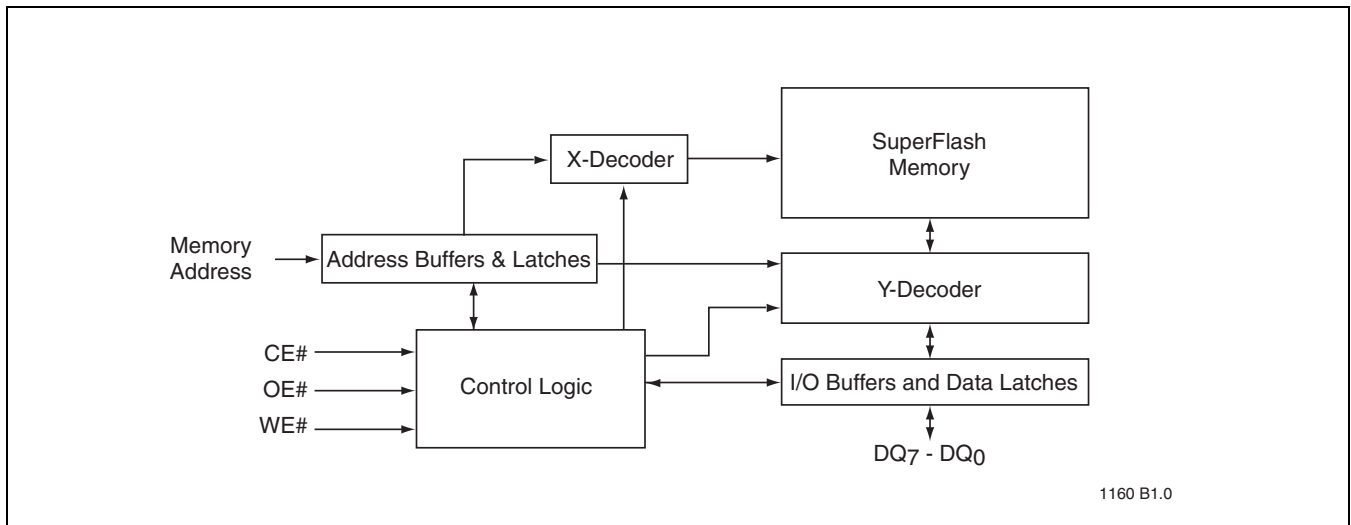 SuperFlash
Memory
X-Decoder
Memory
Address
Address Buffers & Latches
Y-Decoder
CE#
OE#
WE#
Control Logic
I/O Buffers and Data Latches
DQ7 - DQ0
1160 B1.0